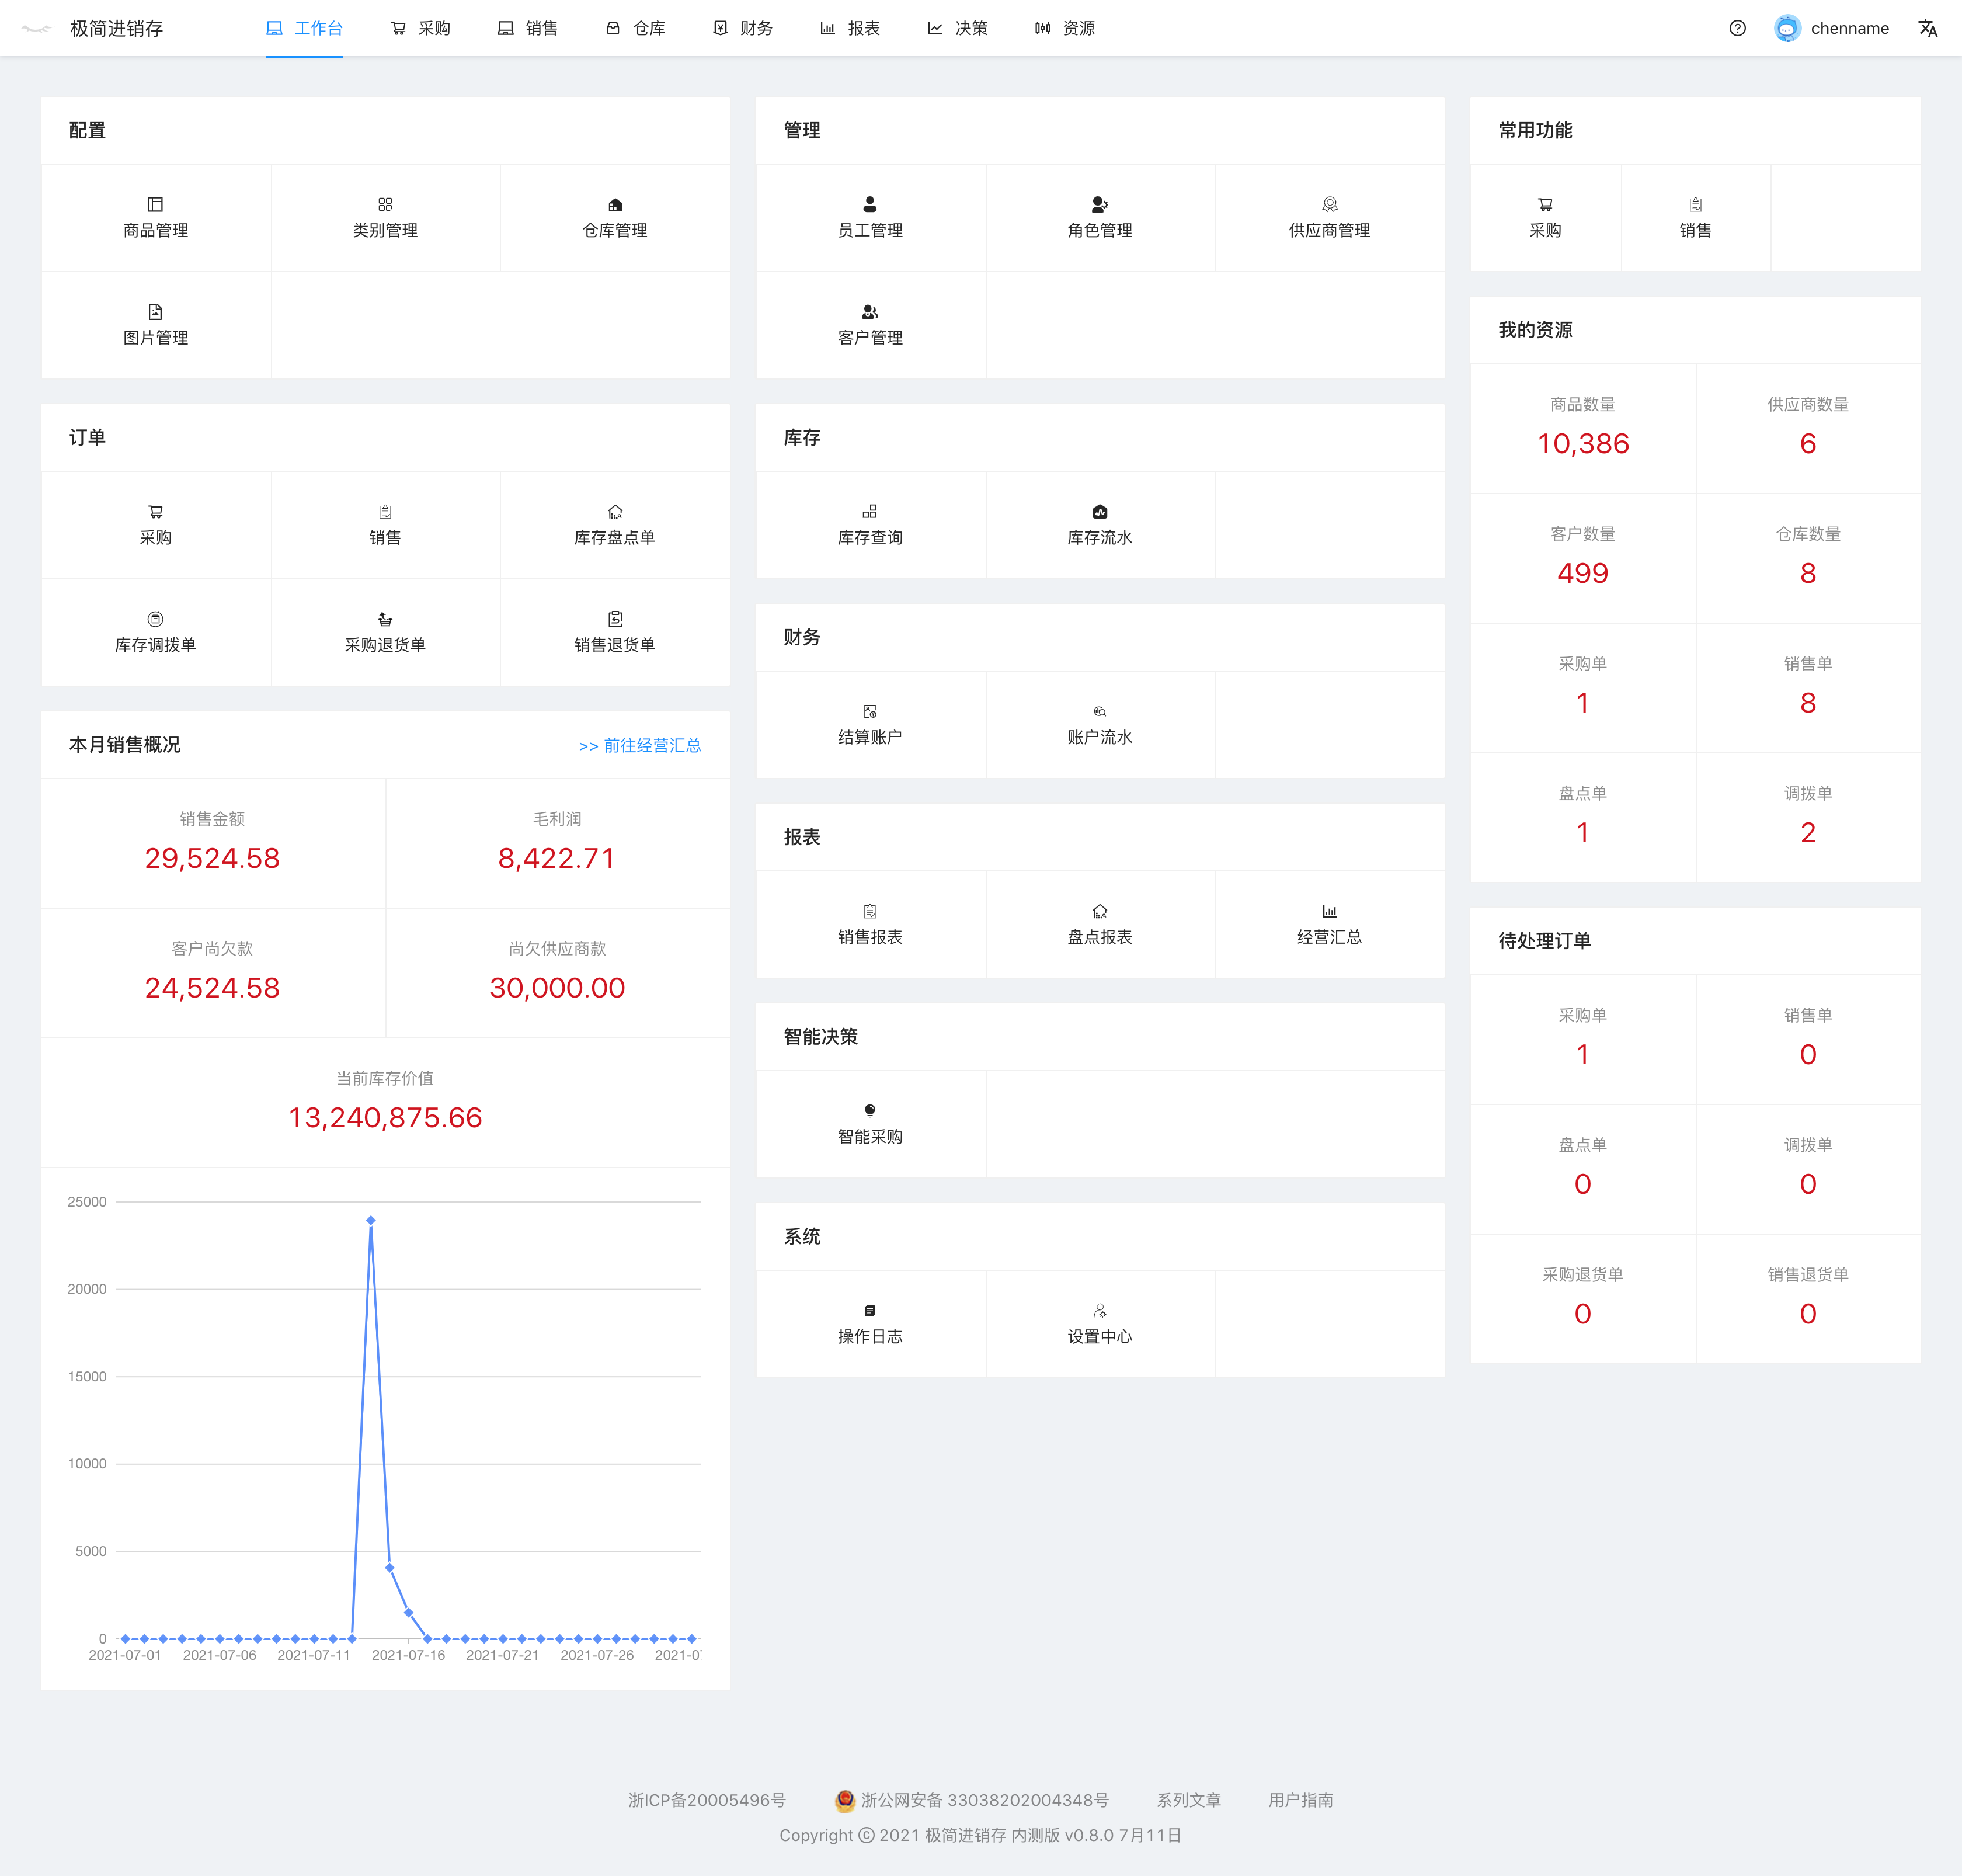 极简进销存
工作台
采购
销售
仓库
财务
报表
决策
资源
chenname
配置
商品管理
类别管理
仓库管理
图片管理
订单
采购
销售
库存盘点单
库存调拨单
采购退货单
销售退货单
本月销售概况
>> 前往经营汇总
销售金额
29,524.58
毛利润
8,422.71
客户尚欠款
24,524.58
尚欠供应商款
30,000.00
当前库存价值
13,240,875.66
25000
20000
15000
10000
5000
0
2021-07-01
2021-07-06
2021-07-11
2021-07-16
2021-07-21
2021-07-26
2021-0
管理
员工管理
角色管理
供应商管理
客户管理
库存
库存查询
库存流水
财务
结算账户
账户流水
报表
销售报表
盘点报表
经营汇总
智能决策
智能采购
系统
操作日志
设置中心
常用功能
采购
销售
我的资源
商品数量
10,386
供应商数量
6
客户数量
499
仓库数量
8
采购单
1
销售单
8
盘点单
1
调拨单
2
待处理订单
采购单
1
销售单
0
盘点单
0
调拨单
0
采购退货单
0
销售退货单
0
浙ICP备20005496号
浙公网安备 33038202004348号
系列文章
用户指南
Copyright © 2021 极简进销存 内测版 v0.8.0 7月11日